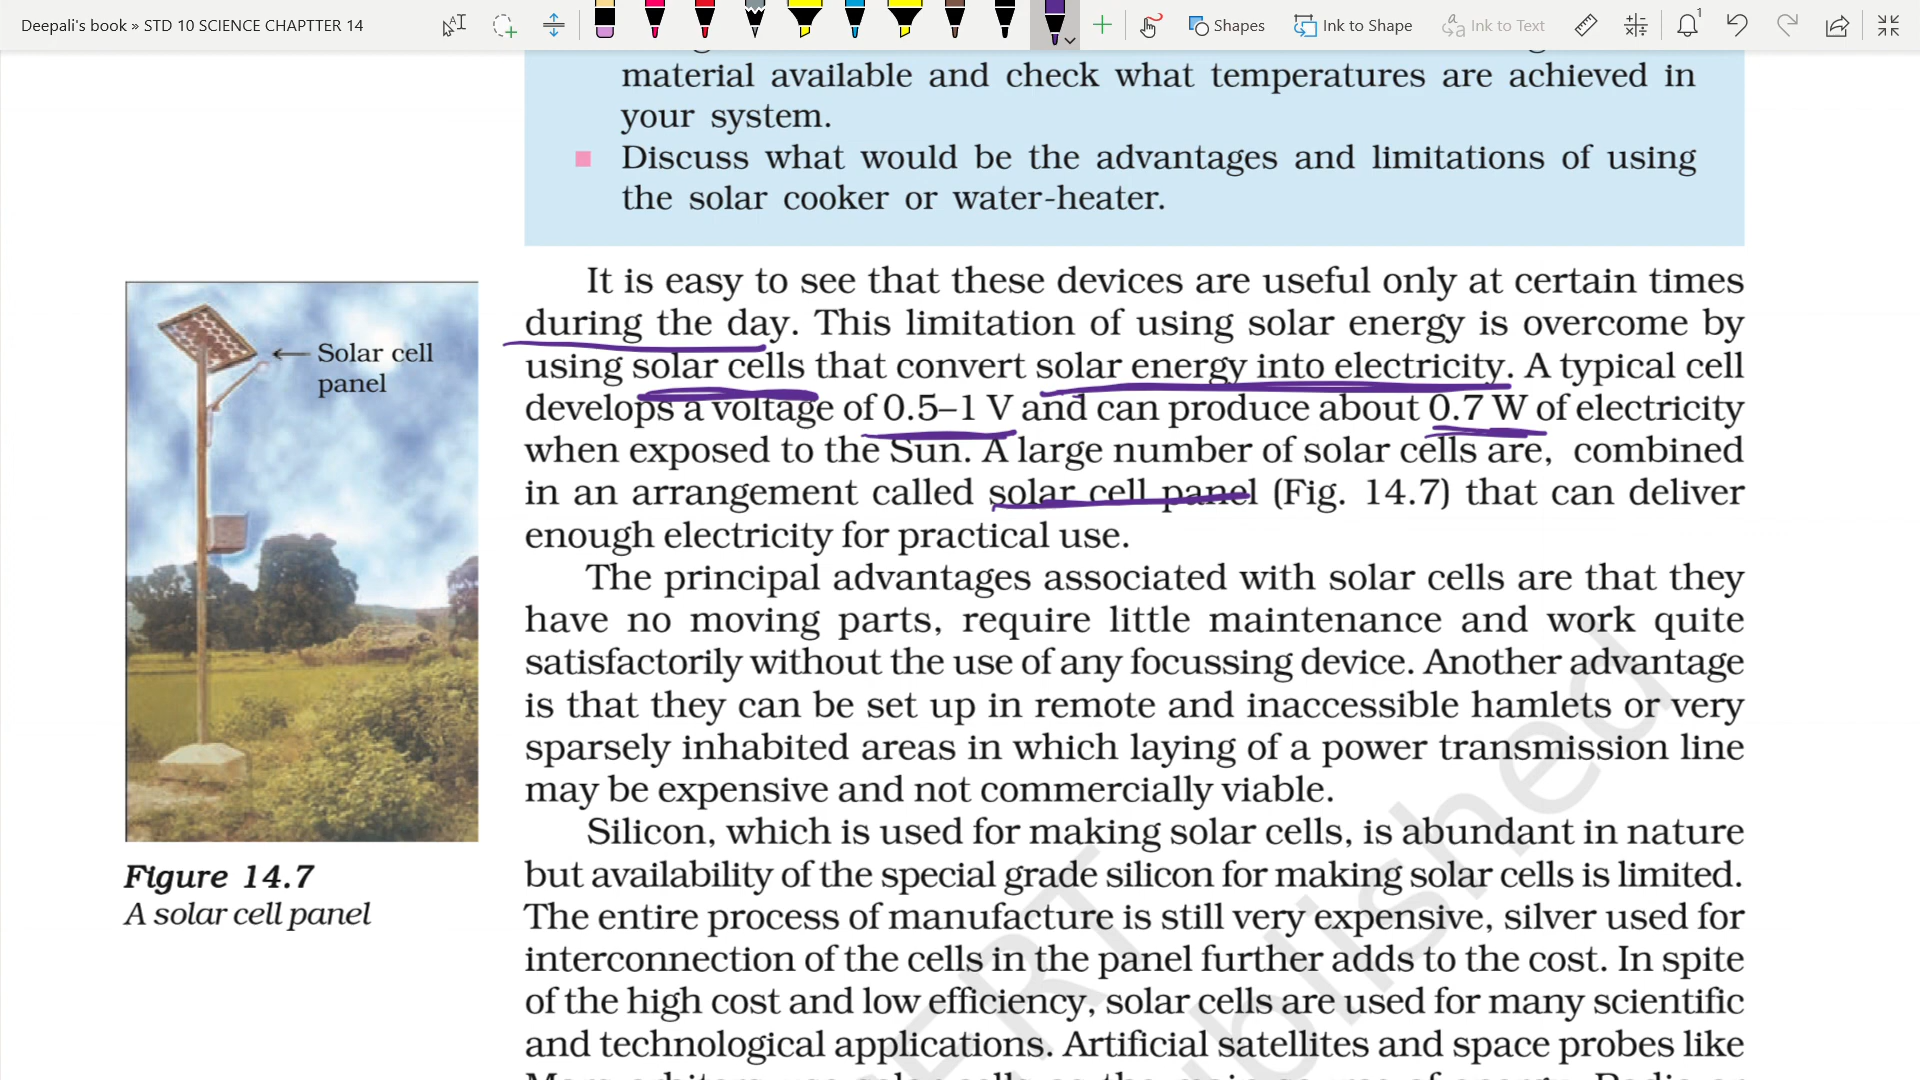 Deepali's book » STD 10 SCIENCE CHAPTTER 14
Shapes
Ink to Shape
Ink to Text
1
material available and check what temperatures are achieved in
your system.
Discuss what would be the advantages and limitations of using
the solar cooker or water-heater.
Solar cell
panel
Figure 14.7
A solar cell panel
It is easy to see that these devices are useful only at certain times
during the day. This limitation of using solar energy is overcome by
using solar cells that convert solar energy into electricity. A typical cell
develops a voltage of 0.5–1 V and can produce about 0.7 W of electricity
when exposed to the Sun. A large number of solar cells are, combined
in an arrangement called solar cell panel (Fig. 14.7) that can deliver
enough electricity for practical use.
The principal advantages associated with solar cells are that they
have no moving parts, require little maintenance and work quite
satisfactorily without the use of any focussing device. Another advantage
is that they can be set up in remote and inaccessible hamlets or very
sparsely inhabited areas in which laying of a power transmission line
may be expensive and not commercially viable.
Silicon, which is used for making solar cells, is abundant in nature
but availability of the special grade silicon for making solar cells is limited.
The entire process of manufacture is still very expensive, silver used for
interconnection of the cells in the panel further adds to the cost. In spite
of the high cost and low efficiency, solar cells are used for many scientific
and technological applications. Artificial satellites and space probes like